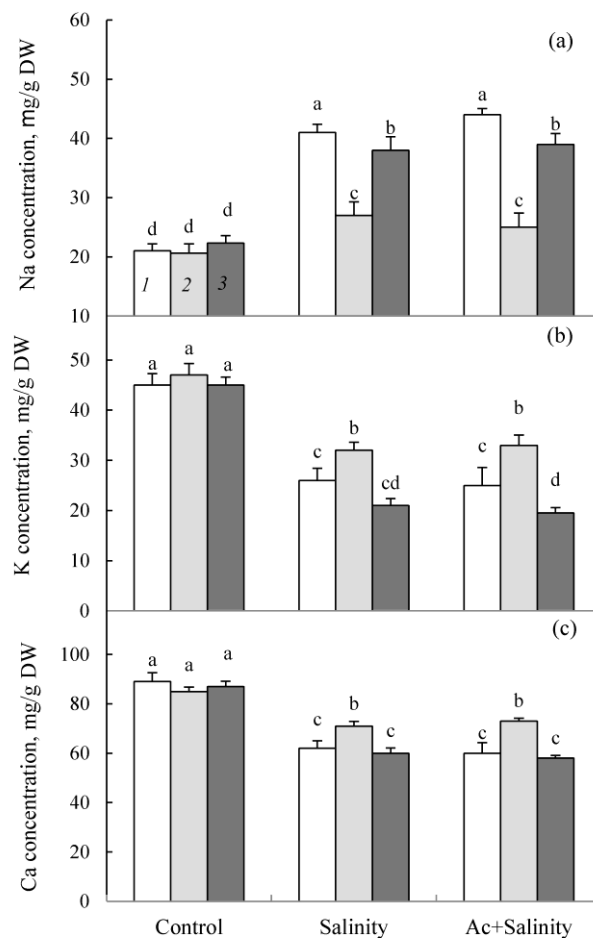 (a)
Na concentration, mg/g DW
60
50
40
30
20
10
d d d
a c b
a c b
1 2 3
(b)
K concentration, mg/g DW
50
40
30
20
10
0
a a a
c b cd
c b d
(c)
Ca concentration, mg/g DW
100
80
60
40
20
0
a a a
c b c
c b c
Control Salinity Ac+Salinity